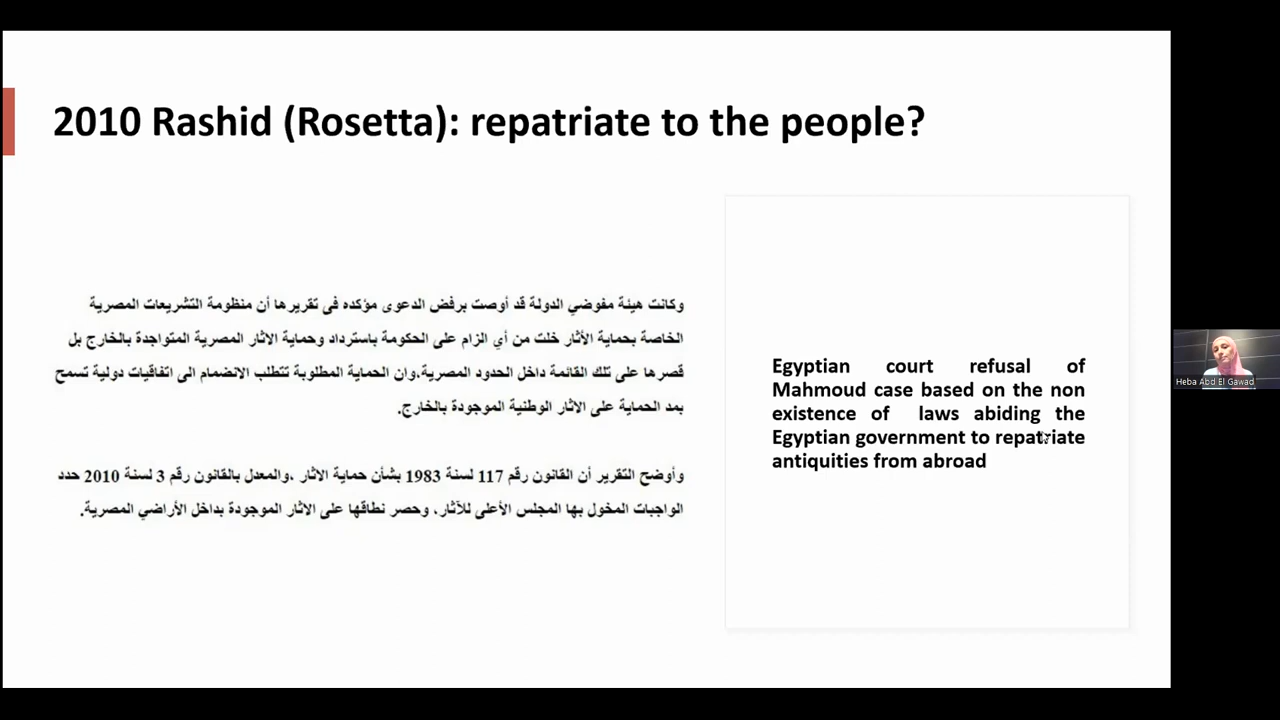 2010 Rashid (Rosetta): repatriate to the people?
وكانت هيئة مفوضي الدولة قد أوصت برفض الدعوى مؤكده فى تقريرها أن منظومة التشريعات المصرية
الخاصة بحماية الأثار خلت من أي الزام على الحكومة باسترداد وحماية الاثار المصرية المتواجدة بالخارج بل
قصرها على تلك القائمة داخل الحدود المصرية،وان الحماية المطلوبة تتطلب الانضمام الى اتفاقيات دولية تسمح
بمد الحماية على الاثار الوطنية الموجودة بالخارج.
وأوضح التقرير أن القانون رقم 117 لسنة 1983 بشأن حماية الاثار ،والمعدل بالقانون رقم 3 لسنة 2010 حدد
الواجبات المخول بها المجلس الأعلى للآثار، وحصر نطاقها على الاثار الموجودة بداخل الأراضي المصرية.
Egyptian court refusal of
Mahmoud case based on the non
existence of laws abiding the
Egyptian government to repatriate
antiquities from abroad
Heba Abd El Gawad